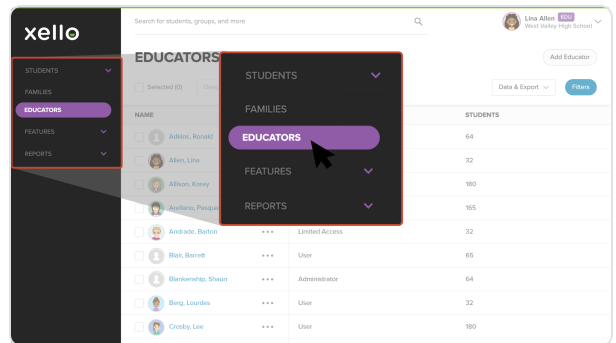 xello
Search for students, groups, and more
Lina Allen EDU
West Valley High School
EDUCATORS
Add Educator
STUDENTS
FAMILIES
EDUCATORS
FEATURES
REPORTS
Selected (0)
Data & Export
Filters
STUDENTS
FAMILIES
EDUCATORS
FEATURES
REPORTS
NAME STUDENTS
Adkins, Ronald 64
Allen, Lina 32
Allison, Korey 180
Arellano, Pasqua 165
Andrade, Barton Limited Access 32
Blair, Barrett User 65
Blankenship, Shaun Administrator 64
Berg, Lourdes User 32
Crosby, Lee User 180